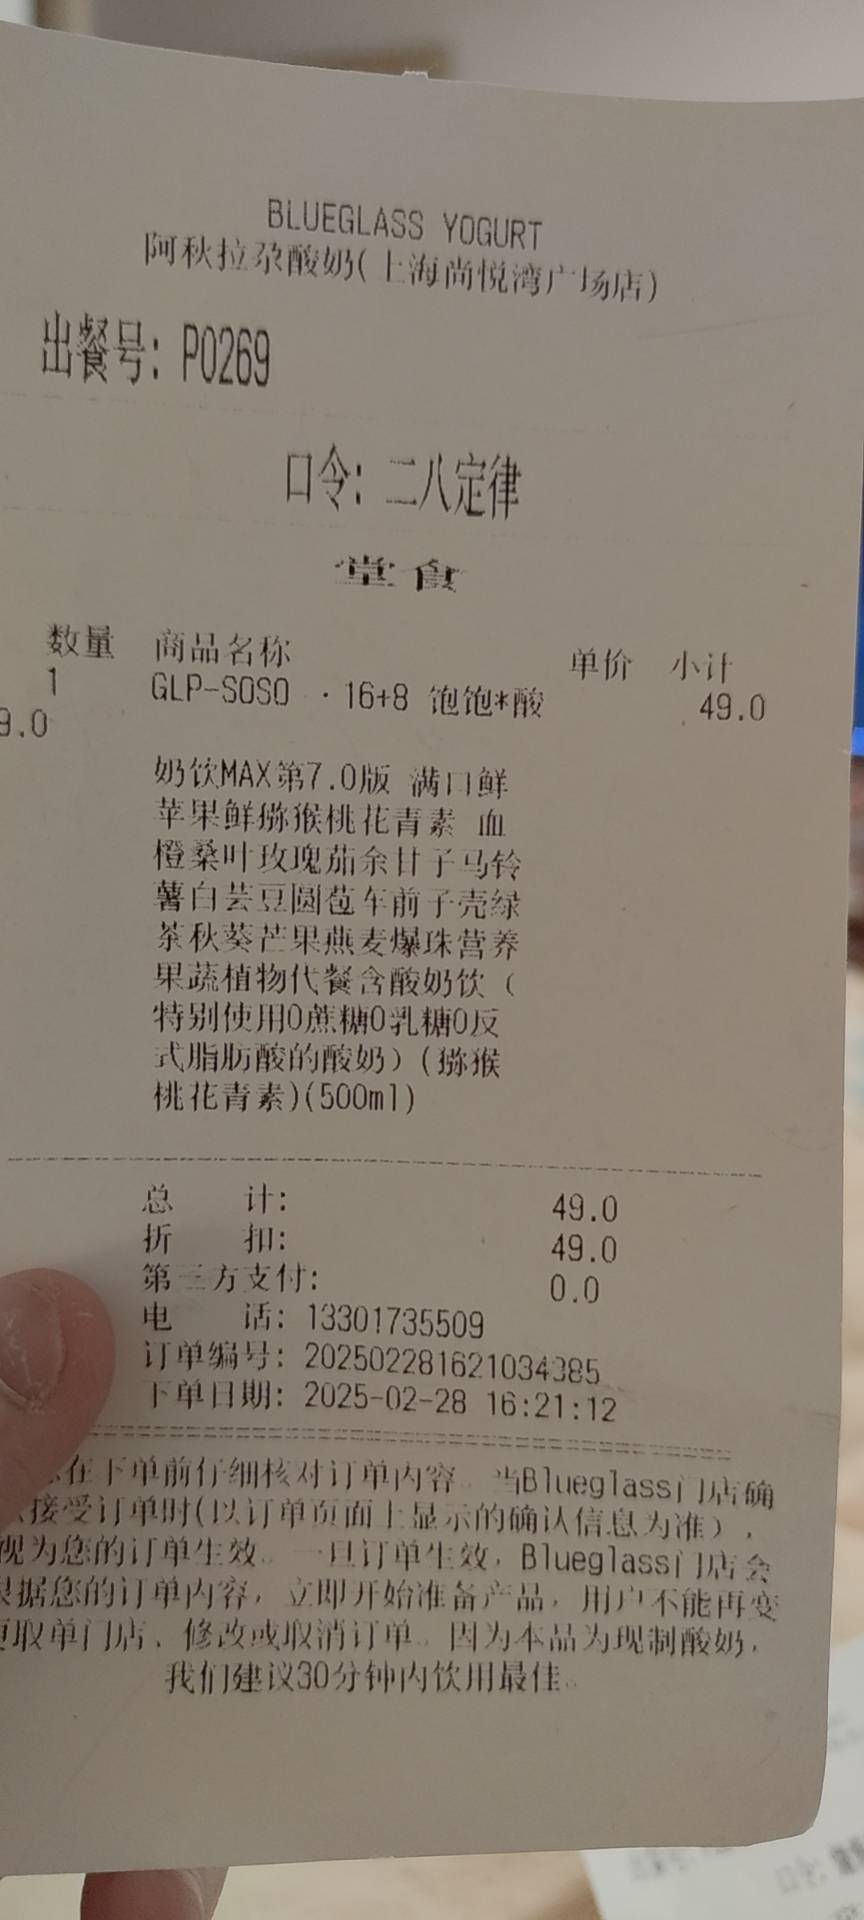 BLUEGLASS YOGURT
阿秋拉尕酸奶(上海尚悦湾广场店)
出餐号: P0269
口令: 二八定律
堂食
数量 商品名称 单价 小计
1 GLP-SOSO ·16+8 饱饱*酸 49.0
9.0
奶饮MAX第7.0版 满口鲜
苹果鲜猕猴桃花青素 血
橙桑叶玫瑰茄余甘子马铃
薯白芸豆圆苞车前子壳绿
茶秋葵芒果燕麦爆珠营养
果蔬植物代餐含酸奶饮（
特别使用0蔗糖0乳糖0反
式脂肪酸的酸奶）(猕猴
桃花青素)(500ml)
总 计: 49.0
折 扣: 49.0
第三方支付: 0.0
电 话: 13301735509
订单编号: 202502281621034385
下单日期: 2025-02-28 16:21:12
在下单前仔细核对订单内容。当Blueglass门店确
接受订单时(以订单页面上显示的确认信息为准)，
视为您的订单生效。一旦订单生效，Blueglass门店会
根据您的订单内容，立即开始准备产品，用户不能再变
更取单门店、修改或取消订单。因为本品为现制酸奶，
我们建议30分钟内饮用最佳。